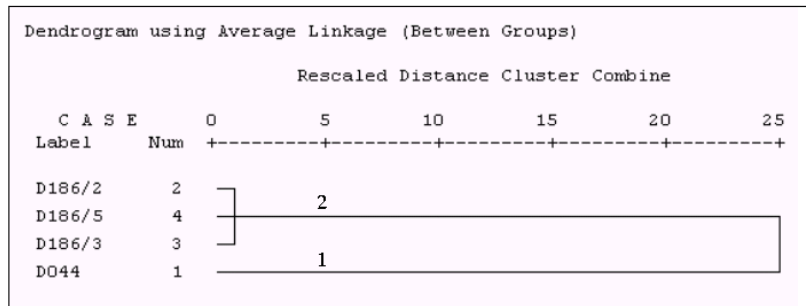 Dendrogram using Average Linkage (Between Groups)
Rescaled Distance Cluster Combine
C A S E 0 5 10 15 20 25
Label Num +---------+---------+---------+---------+---------+
D186/2 2
2
D186/5 4
D186/3 3
1
DO44 1